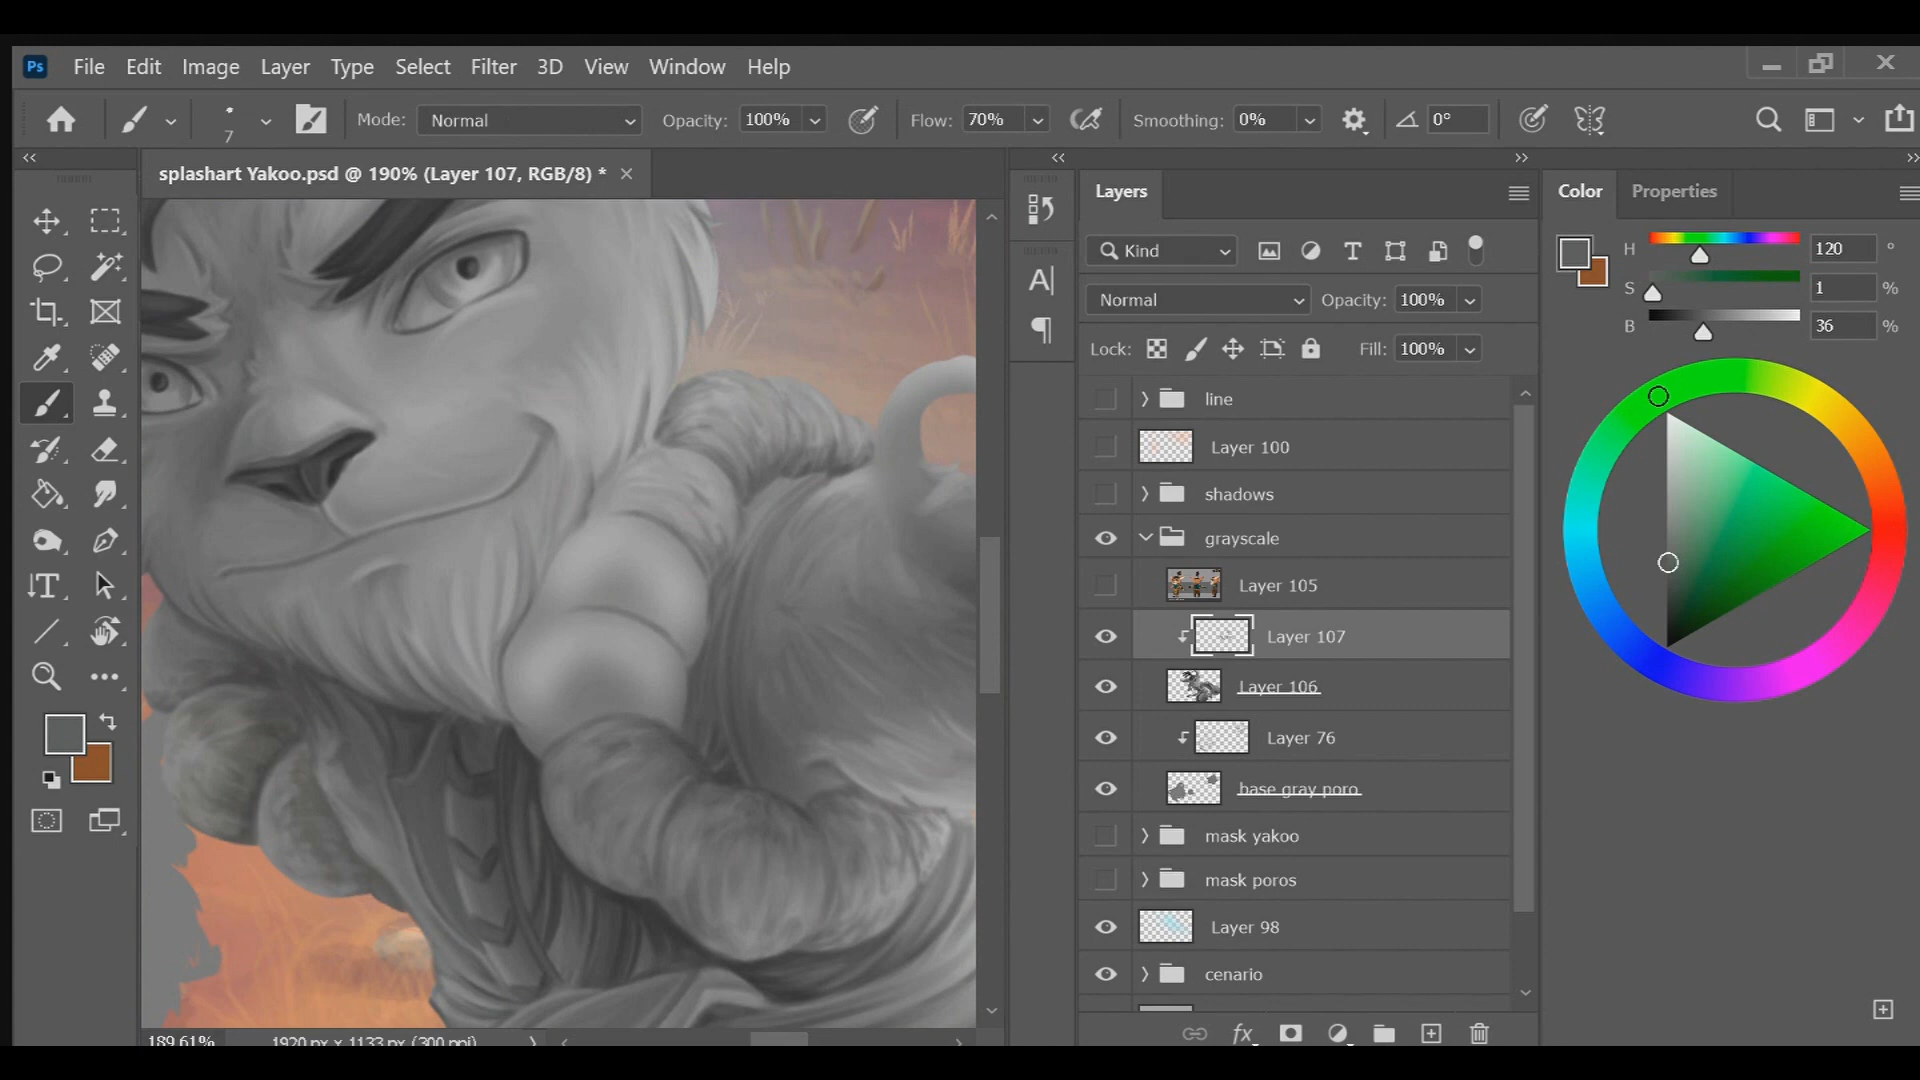 Ps File Edit Image Layer Type Select Filter 3D View Window Help
7 Mode: Normal Opacity: 100% Flow: 70% Smoothing: 0% 0°
splashart Yakoo.psd @ 190% (Layer 107, RGB/8) *
Layers
Kind
Normal Opacity: 100%
Lock: Fill: 100%
line
Layer 100
shadows
grayscale
Layer 105
Layer 107
Layer 106
Layer 76
base gray poro
mask yakoo
mask poros
Layer 98
cenario
fx
Color Properties
H 120 °
S 1 %
B 36 %
189.61% 1920 px x 1133 px (300 ppi)